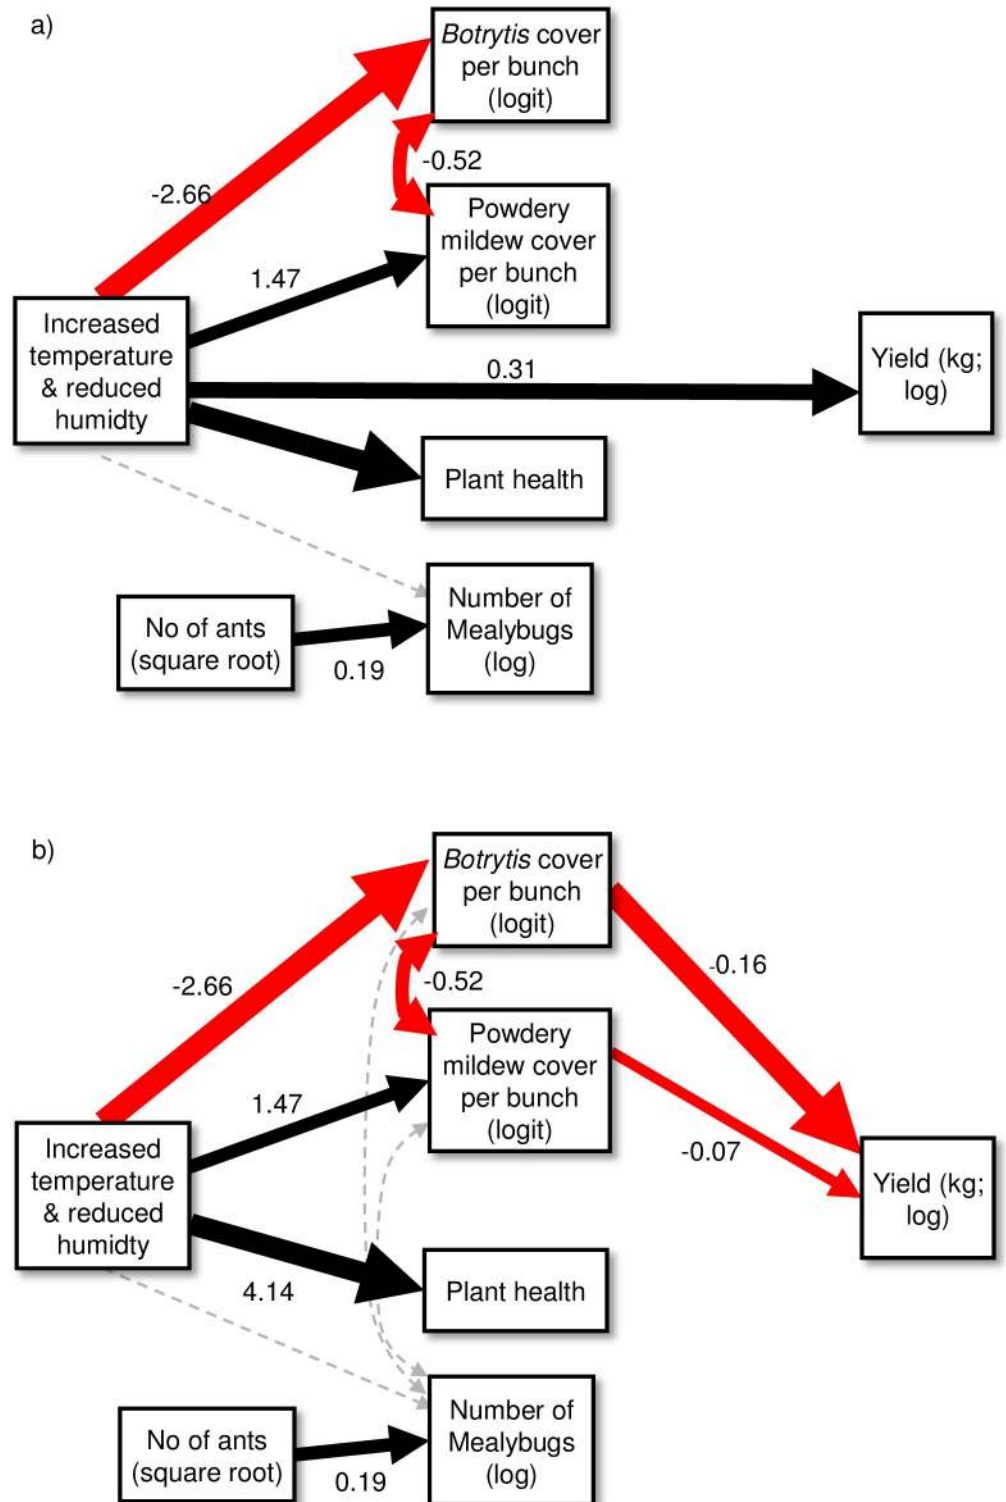 a)
Botrytis cover
per bunch
(logit)
-0.52
-2.66
Powdery
mildew cover
per bunch
(logit)
1.47
Increased
temperature
& reduced
humidty
0.31
Yield (kg;
log)
Plant health
Number of
Mealybugs
(log)
No of ants
(square root)
0.19
b)
Botrytis cover
per bunch
(logit)
-0.16
-2.66
-0.52
Powdery
mildew cover
per bunch
(logit)
1.47
-0.07
Increased
temperature
& reduced
humidty
Yield (kg;
log)
4.14
Plant health
Number of
Mealybugs
(log)
No of ants
(square root)
0.19